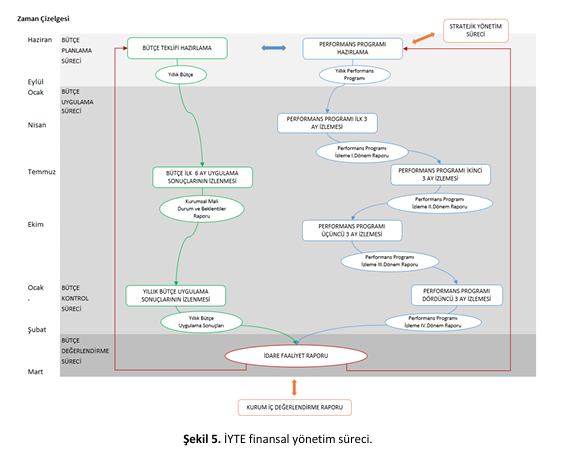 Zaman Çizelgesi
Haziran
BÜTÇE
PLANLAMA
SÜRECİ
BÜTÇE TEKLİFİ HAZIRLAMA
PERFORMANS PROGRAMI
HAZIRLAMA
STRATEJİK YÖNETİM
SÜRECİ
Yıllık Bütçe
Yıllık Performans
Programı
Eylül
Ocak
BÜTÇE
UYGULAMA
SÜRECİ
Nisan
PERFORMANS PROGRAMI İLK 3
AY İZLEMESİ
Performans Programı
İzleme I.Dönem Raporu
Temmuz
BÜTÇE İLK 6 AY UYGULAMA
SONUÇLARININ İZLENMESİ
PERFORMANS PROGRAMI İKİNCİ
3 AY İZLEMESİ
Kurumsal Mali
Durum ve Beklentiler
Raporu
Performans Programı
İzleme II.Dönem Raporu
Ekim
PERFORMANS PROGRAMI
ÜÇÜNCÜ 3 AY İZLEMESİ
Performans Programı
İzleme III.Dönem Raporu
Ocak
-
BÜTÇE
KONTROL
SÜRECİ
YILLIK BÜTÇE UYGULAMA
SONUÇLARININ İZLENMESİ
PERFORMANS PROGRAMI
DÖRDÜNCÜ 3 AY İZLEMESİ
Yıllık Bütçe
Uygulama Sonuçları
Performans Programı
İzleme IV.Dönem Raporu
Şubat
BÜTÇE
DEĞERLENDİRME
SÜRECİ
İDARE FAALİYET RAPORU
Mart
KURUM İÇ DEĞERLENDİRME RAPORU
Şekil 5. İYTE finansal yönetim süreci.